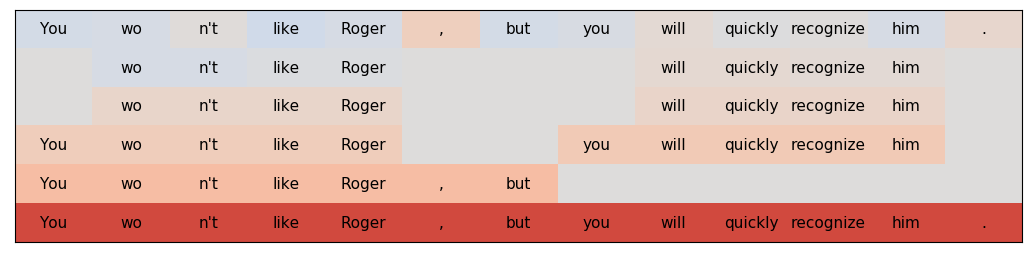 You wo n't like Roger , but you will quickly recognize him .
wo n't like Roger will quickly recognize him
wo n't like Roger will quickly recognize him
You wo n't like Roger you will quickly recognize him
You wo n't like Roger , but
You wo n't like Roger , but you will quickly recognize him .